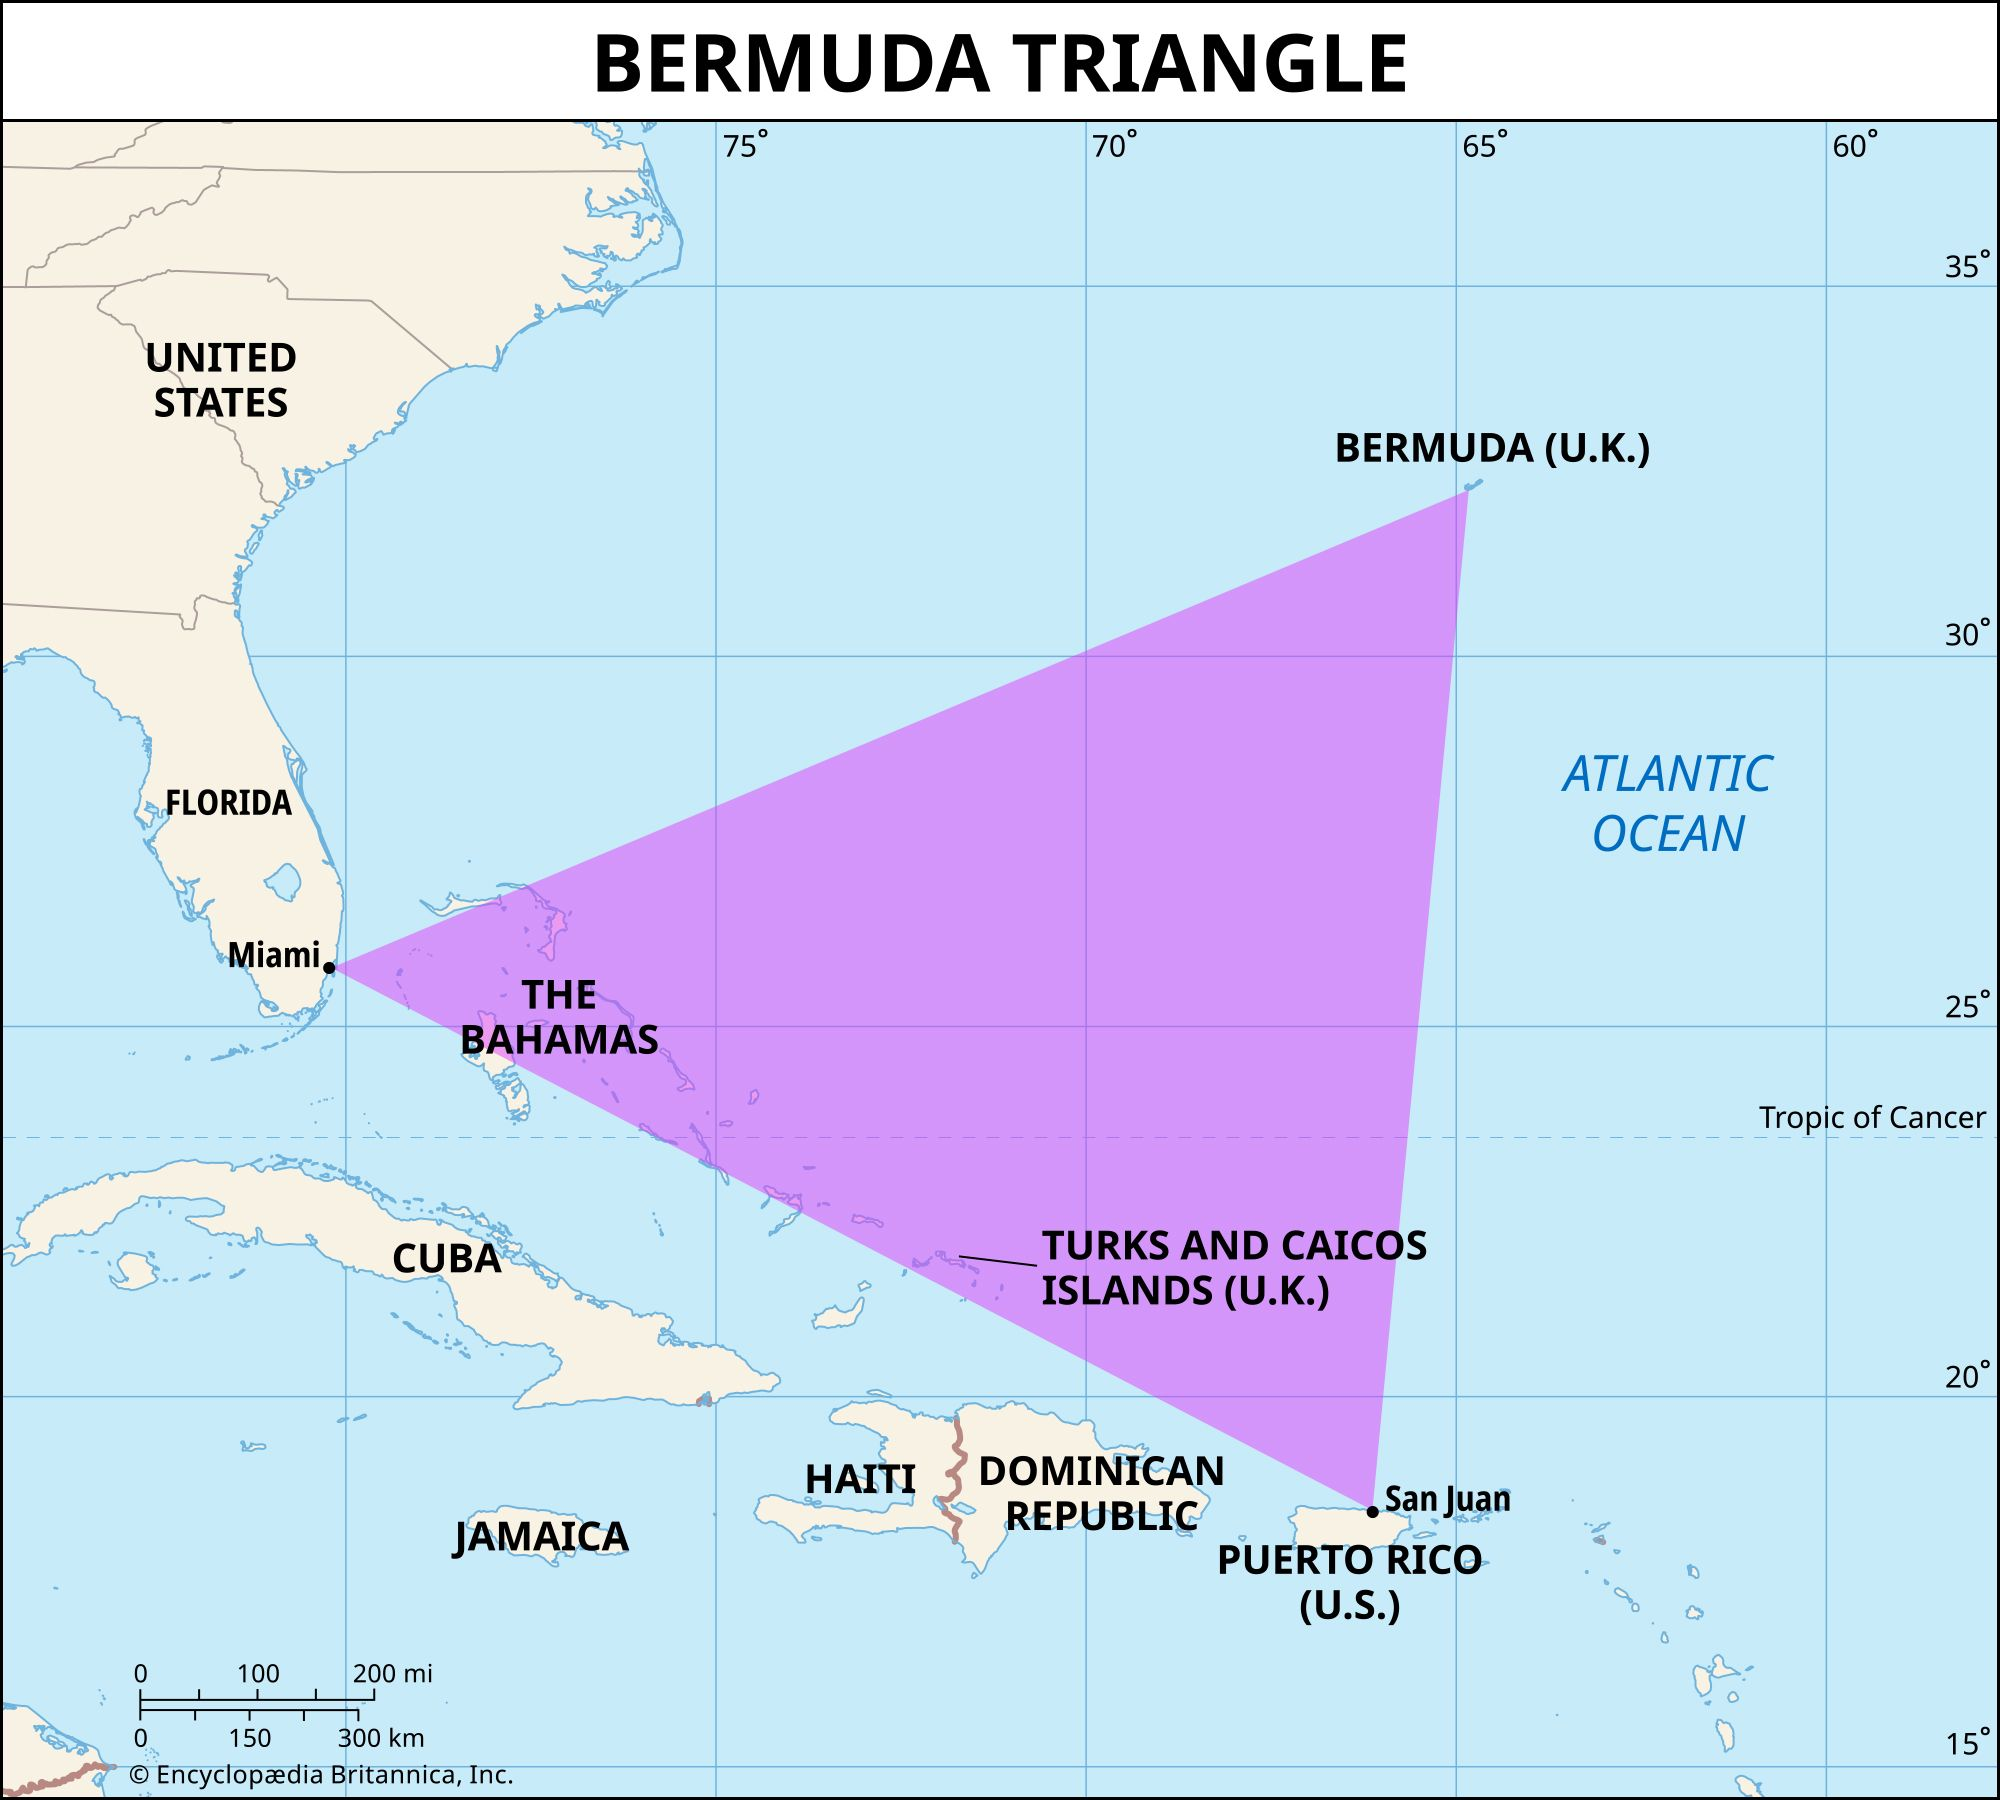 BERMUDA TRIANGLE
75˚
70˚
65˚
60˚
35˚
UNITED
STATES
BERMUDA (U.K.)
30˚
ATLANTIC
OCEAN
FLORIDA
Miami
THE
BAHAMAS
25˚
Tropic of Cancer
TURKS AND CAICOS
ISLANDS (U.K.)
CUBA
20˚
HAITI
DOMINICAN
REPUBLIC
San Juan
JAMAICA
PUERTO RICO
(U.S.)
0 100 200 mi
0 150 300 km
15˚
© Encyclopædia Britannica, Inc.